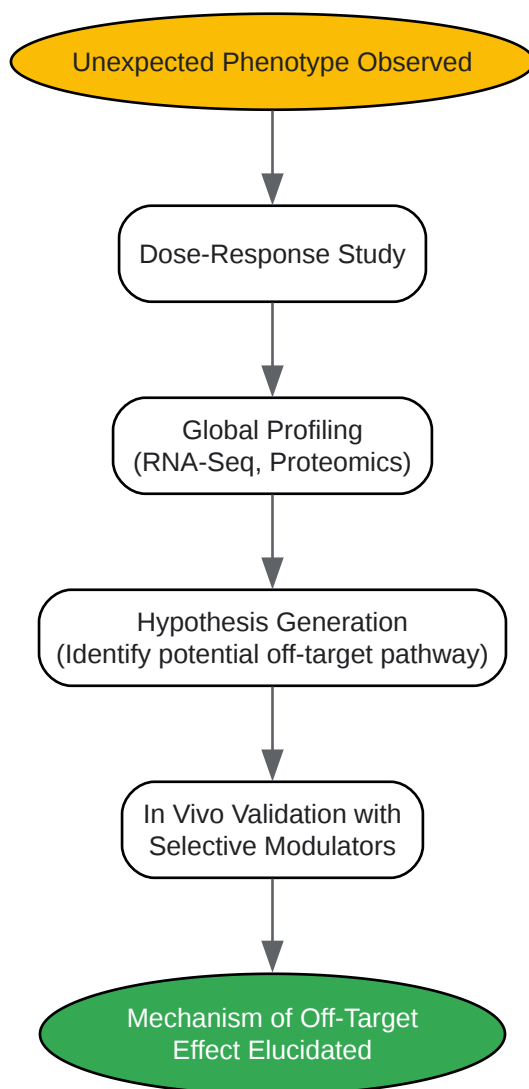 Unexpected Phenotype Observed
Dose-Response Study
Global Profiling
(RNA-Seq, Proteomics)
Hypothesis Generation
(Identify potential off-target pathway)
In Vivo Validation with
Selective Modulators
Mechanism of Off-Target
Effect Elucidated